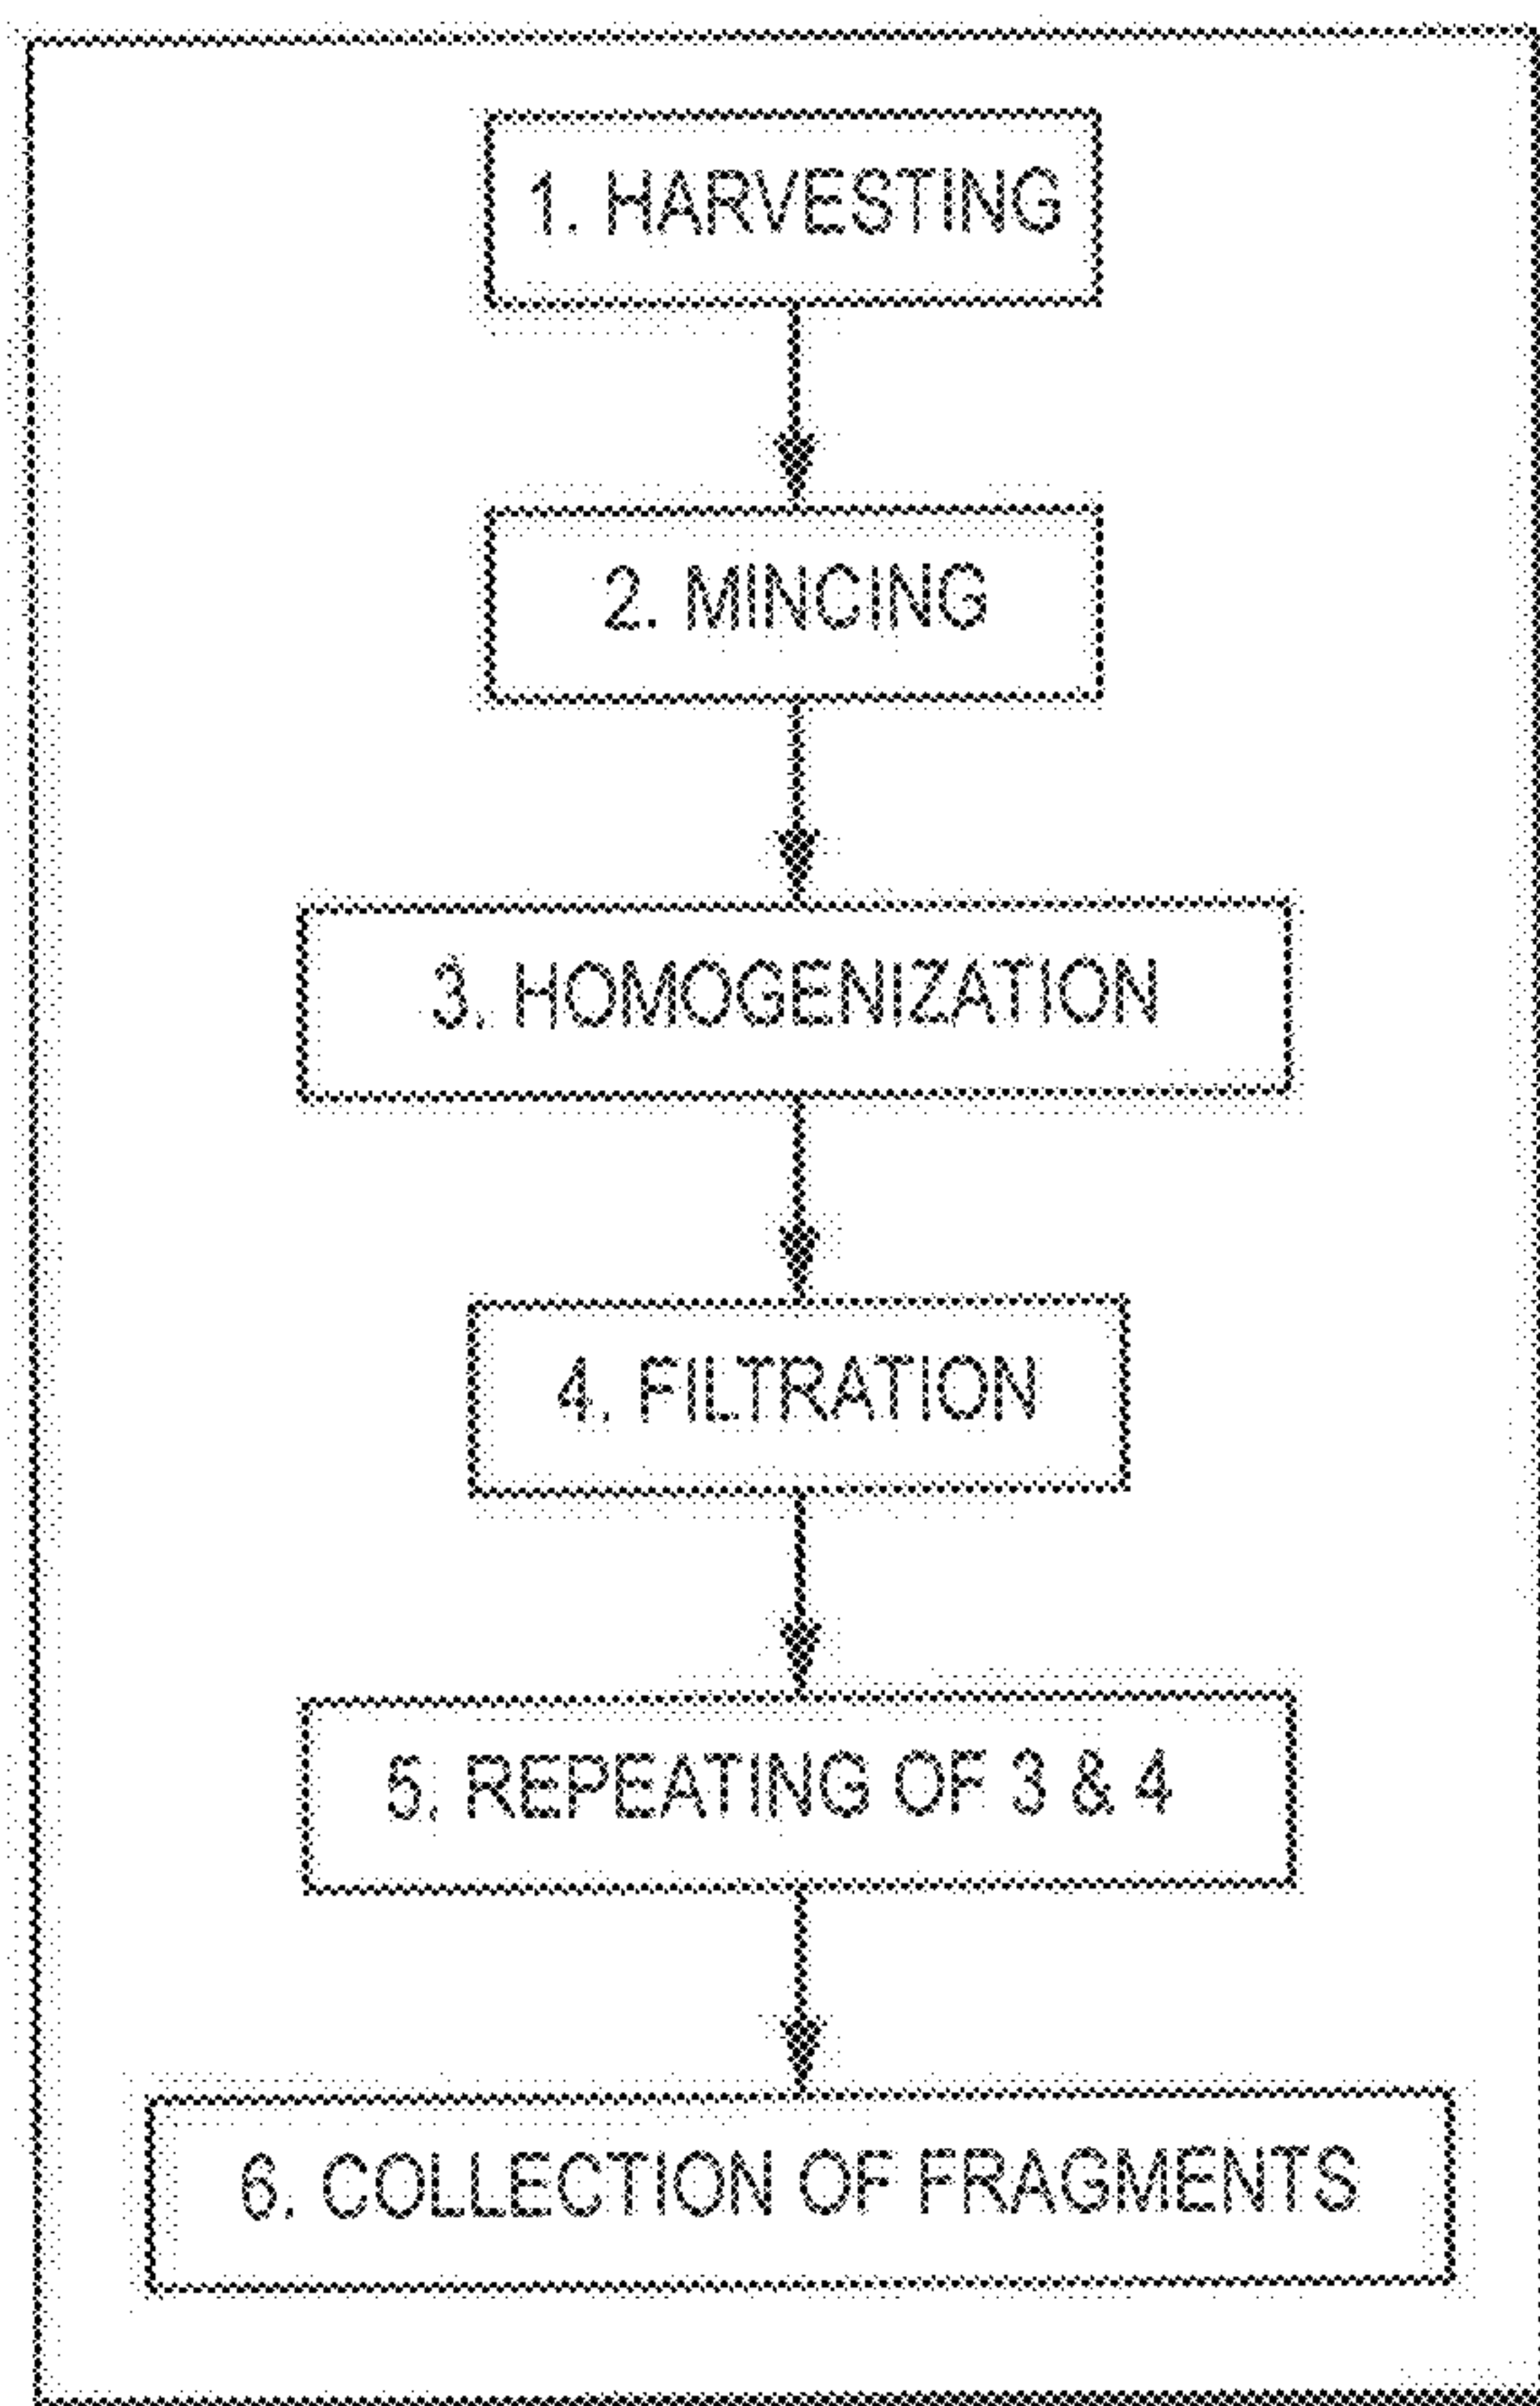 1. HARVESTING
2. MINCING
3. HOMOGENIZATION
4. FILTRATION
5. REPEATING OF 3 & 4
6. COLLECTION OF FRAGMENTS